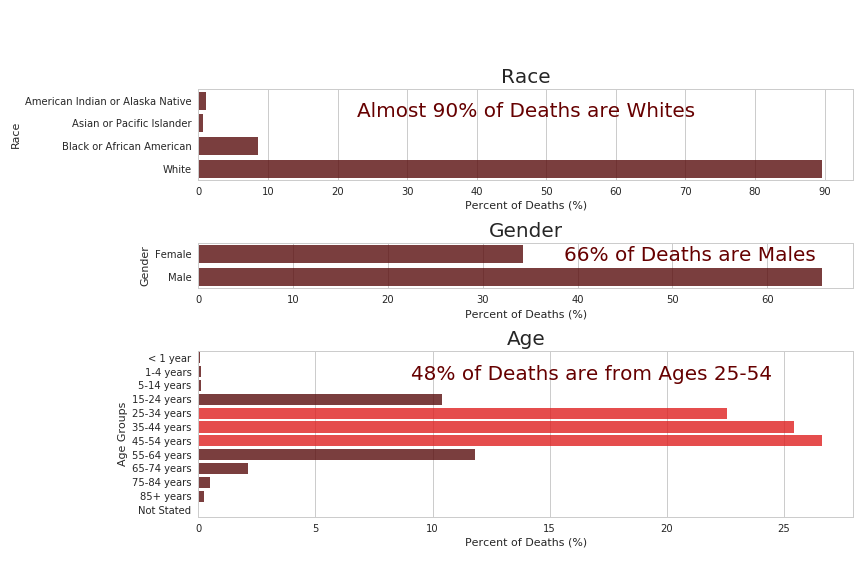 Race
Almost 90% of Deaths are Whites
American Indian or Alaska Native
Asian or Pacific Islander
Black or African American
White
Race
0 10 20 30 40 50 60 70 80 90
Percent of Deaths (%)
Gender
66% of Deaths are Males
Female
Male
Gender
0 10 20 30 40 50 60
Percent of Deaths (%)
Age
48% of Deaths are from Ages 25-54
< 1 year
1-4 years
5-14 years
15-24 years
25-34 years
35-44 years
45-54 years
55-64 years
65-74 years
75-84 years
85+ years
Not Stated
Age Groups
0 5 10 15 20 25
Percent of Deaths (%)